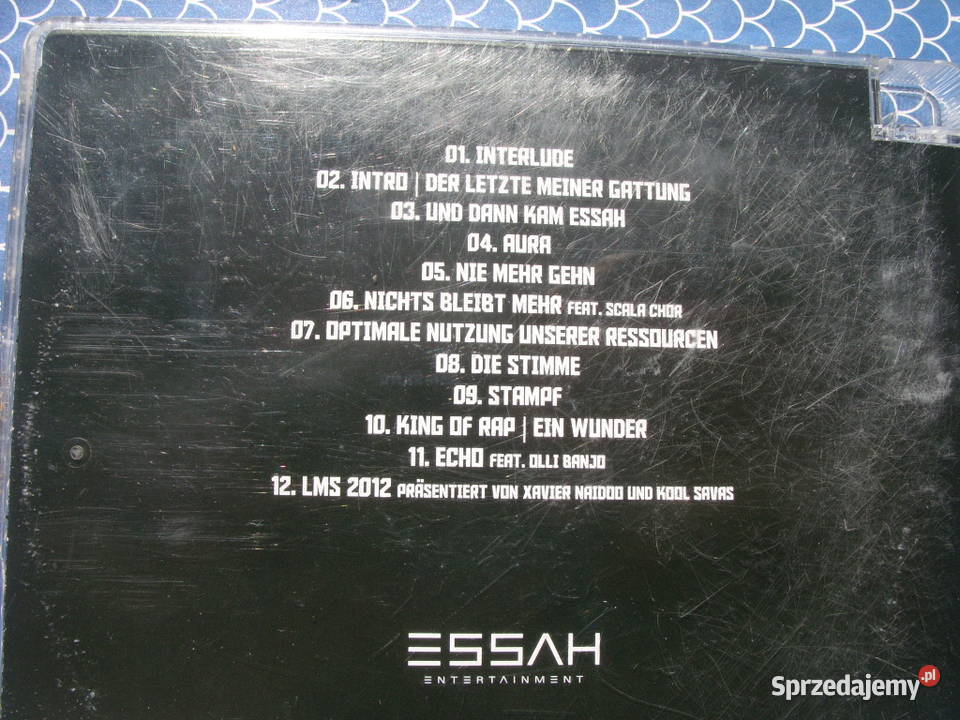 01. INTERLUDE
02. INTRO | DER LETZTE MEINER GATTUNG
03. UND DANN KAM ESSAH
04. AURA
05. NIE MEHR GEHN
06. NICHTS BLEIBT MEHR FEAT. SCALA CHOR
07. OPTIMALE NUTZUNG UNSERER RESSOURCEN
08. DIE STIMME
09. STAMPF
10. KING OF RAP | EIN WUNDER
11. ECHO FEAT. OLLI BANJO
12. LMS 2012 PRÄSENTIERT VON XAVIER NAIDOO UND KOOL SAVAS
ESSAH
ENTERTAINMENT
Sprzedajemy.pl